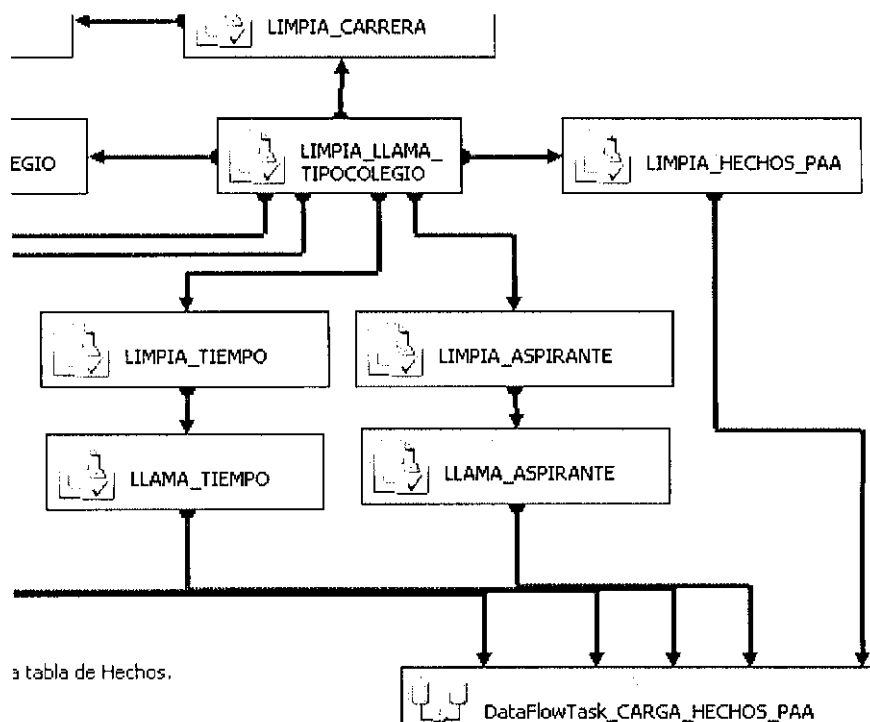 LIMPIA_CARRERA
EGIO
LIMPIA_LLAMA_
TIPOCOLEGIO
LIMPIA_HECHOS_PAA
LIMPIA_TIEMPO
LIMPIA_ASPIRANTE
LLAMA_TIEMPO
LLAMA_ASPIRANTE
a tabla de Hechos.
DataFlowTask_CARGA_HECHOS_PAA